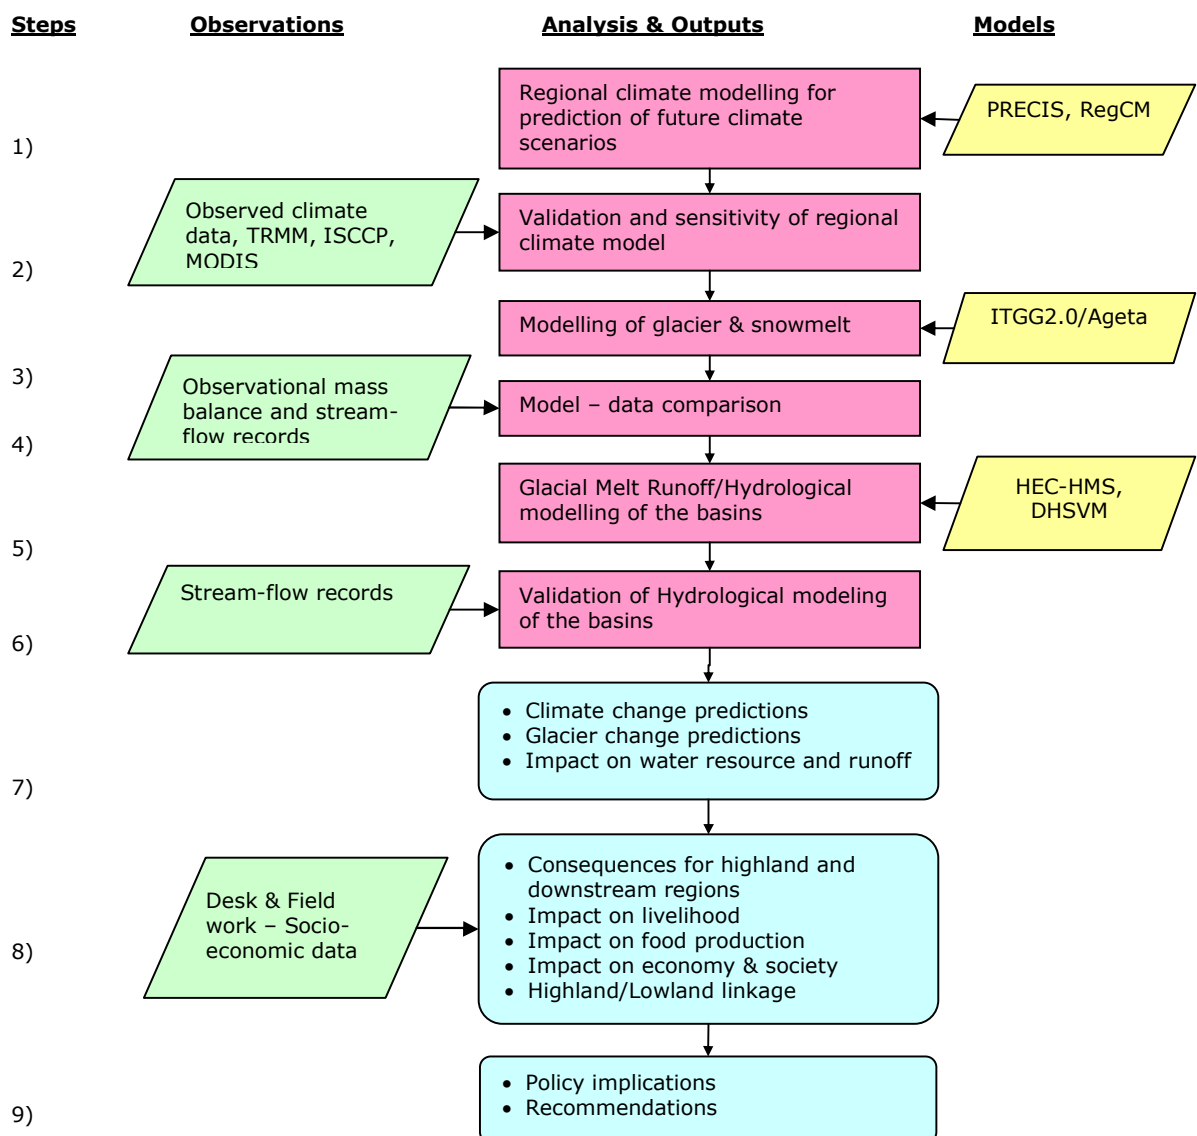 Steps
Observations
Analysis & Outputs
Models
1)
Regional climate modelling for
prediction of future climate
scenarios
PRECIS, RegCM
2)
Observed climate
data, TRMM, ISCCP,
MODIS
Validation and sensitivity of regional
climate model
3)
Modelling of glacier & snowmelt
ITGG2.0/Ageta
4)
Observational mass
balance and stream-
flow records
Model – data comparison
5)
Glacial Melt Runoff/Hydrological
modelling of the basins
HEC-HMS,
DHSVM
6)
Stream-flow records
Validation of Hydrological modeling
of the basins
7)
• Climate change predictions
• Glacier change predictions
• Impact on water resource and runoff
8)
Desk & Field
work – Socio-
economic data
• Consequences for highland and
downstream regions
• Impact on livelihood
• Impact on food production
• Impact on economy & society
• Highland/Lowland linkage
9)
• Policy implications
• Recommendations